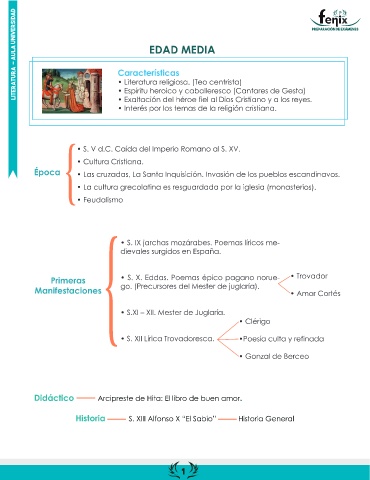 LITERATURA – AULA UNIVERSIDAD
fenix
PREPARACIÓN DE EXÁMENES
EDAD MEDIA
Características
• Literatura religiosa. (Teo centrista)
• Espíritu heroico y caballeresco (Cantares de Gesta)
• Exaltación del héroe fiel al Dios Cristiano y a los reyes.
• Interés por los temas de la religión cristiana.
Época
• S. V d.C. Caída del Imperio Romano al S. XV.
• Cultura Cristiana.
• Las cruzadas, La Santa Inquisición, Invasión de los pueblos escandinavos.
• La cultura grecolatina es resguardada por la iglesia (monasterios).
• Feudalismo
Primeras
Manifestaciones
• S. IX jarchas mozárabes. Poemas líricos me-
dievales surgidos en España.
• S. X. Eddas. Poemas épico pagano norue-
go. (Precursores del Mester de juglaría).
• Trovador
• Amor Cortés
• S.XI – XII. Mester de Juglaría.
• S. XII Lírica Trovadoresca.
• Clérigo
•Poesía culta y refinada
• Gonzal de Berceo
Didáctico
Arcipreste de Hita: El libro de buen amor.
Historia
S. XIII Alfonso X “El Sabio”
Historia General
1